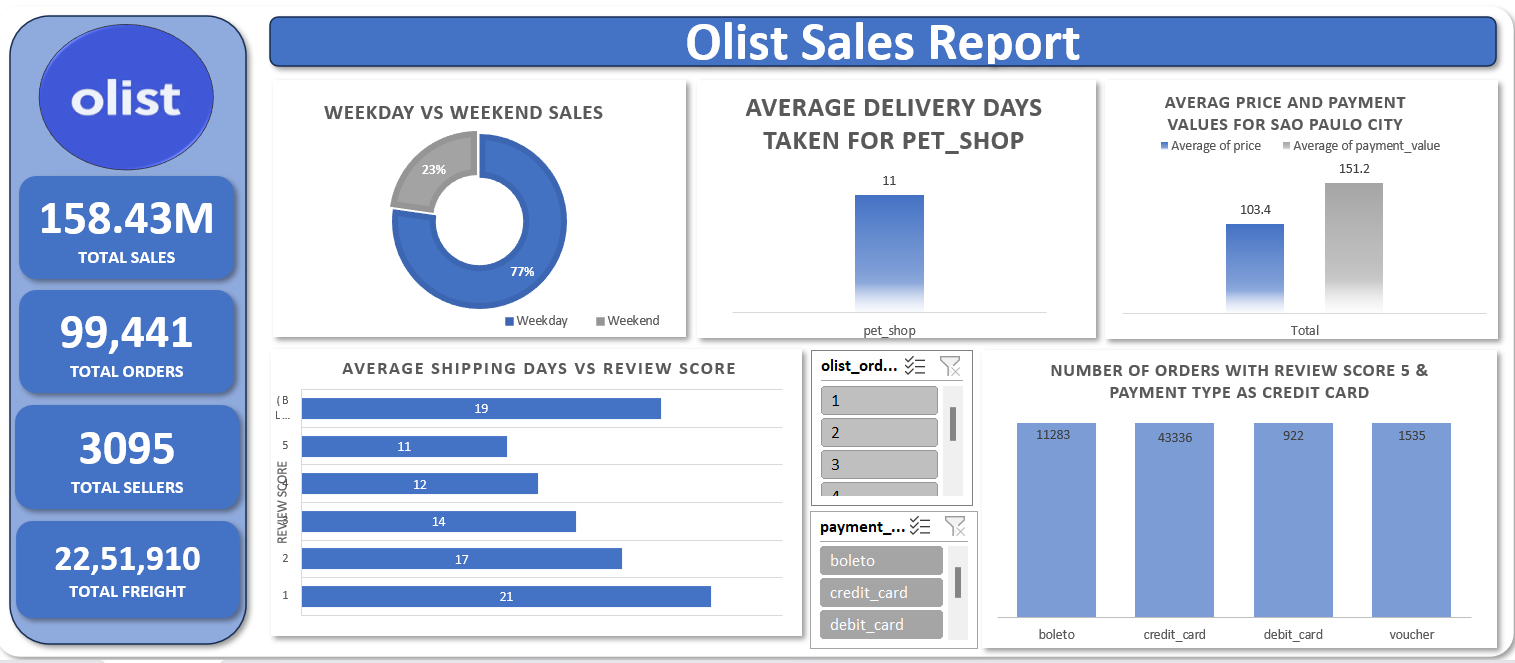 olist
Olist Sales Report
158.43M
TOTAL SALES
99,441
TOTAL ORDERS
3095
TOTAL SELLERS
22,51,910
TOTAL FREIGHT
WEEKDAY VS WEEKEND SALES
23%
77%
Weekday Weekend
AVERAGE DELIVERY DAYS
TAKEN FOR PET_SHOP
11
pet_shop
AVERAG PRICE AND PAYMENT
VALUES FOR SAO PAULO CITY
Average of price Average of payment_value
151.2
103.4
Total
AVERAGE SHIPPING DAYS VS REVIEW SCORE
REVIEW SCORE
(B
L...
19
5 11
4 12
3 14
2 17
1 21
olist_ord...
1
2
3
4
payment_...
boleto
credit_card
debit_card
NUMBER OF ORDERS WITH REVIEW SCORE 5 &
PAYMENT TYPE AS CREDIT CARD
11283 43336 922 1535
boleto credit_card debit_card voucher